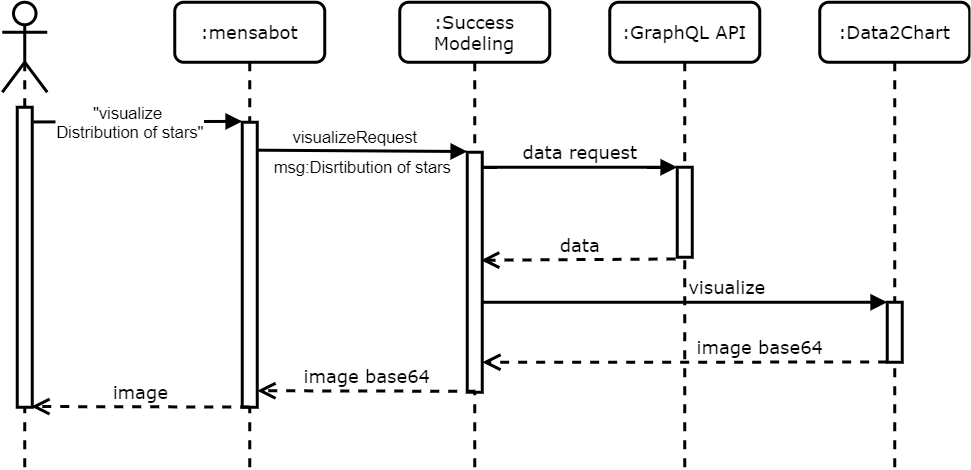 :mensabot
:Success
Modeling
:GraphQL API
:Data2Chart
"visualize
Distribution of stars"
visualizeRequest
msg:Disrtibution of stars
data request
data
visualize
image base64
image base64
image